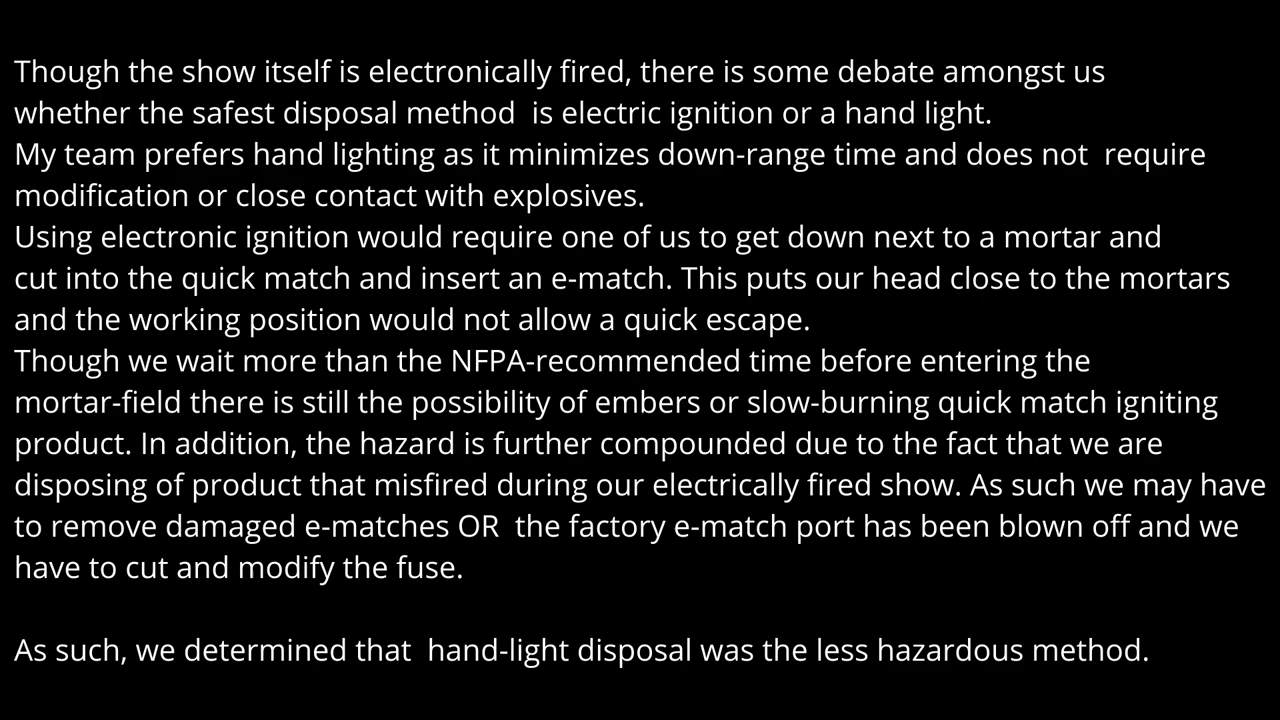 Though the show itself is electronically fired, there is some debate amongst us
whether the safest disposal method  is electric ignition or a hand light.
My team prefers hand lighting as it minimizes down-range time and does not  require
modification or close contact with explosives.
Using electronic ignition would require one of us to get down next to a mortar and
cut into the quick match and insert an e-match. This puts our head close to the mortars
and the working position would not allow a quick escape.
Though we wait more than the NFPA-recommended time before entering the
mortar-field there is still the possibility of embers or slow-burning quick match igniting
product. In addition, the hazard is further compounded due to the fact that we are
disposing of product that misfired during our electrically fired show. As such we may have
to remove damaged e-matches OR  the factory e-match port has been blown off and we
have to cut and modify the fuse.
As such, we determined that  hand-light disposal was the less hazardous method.